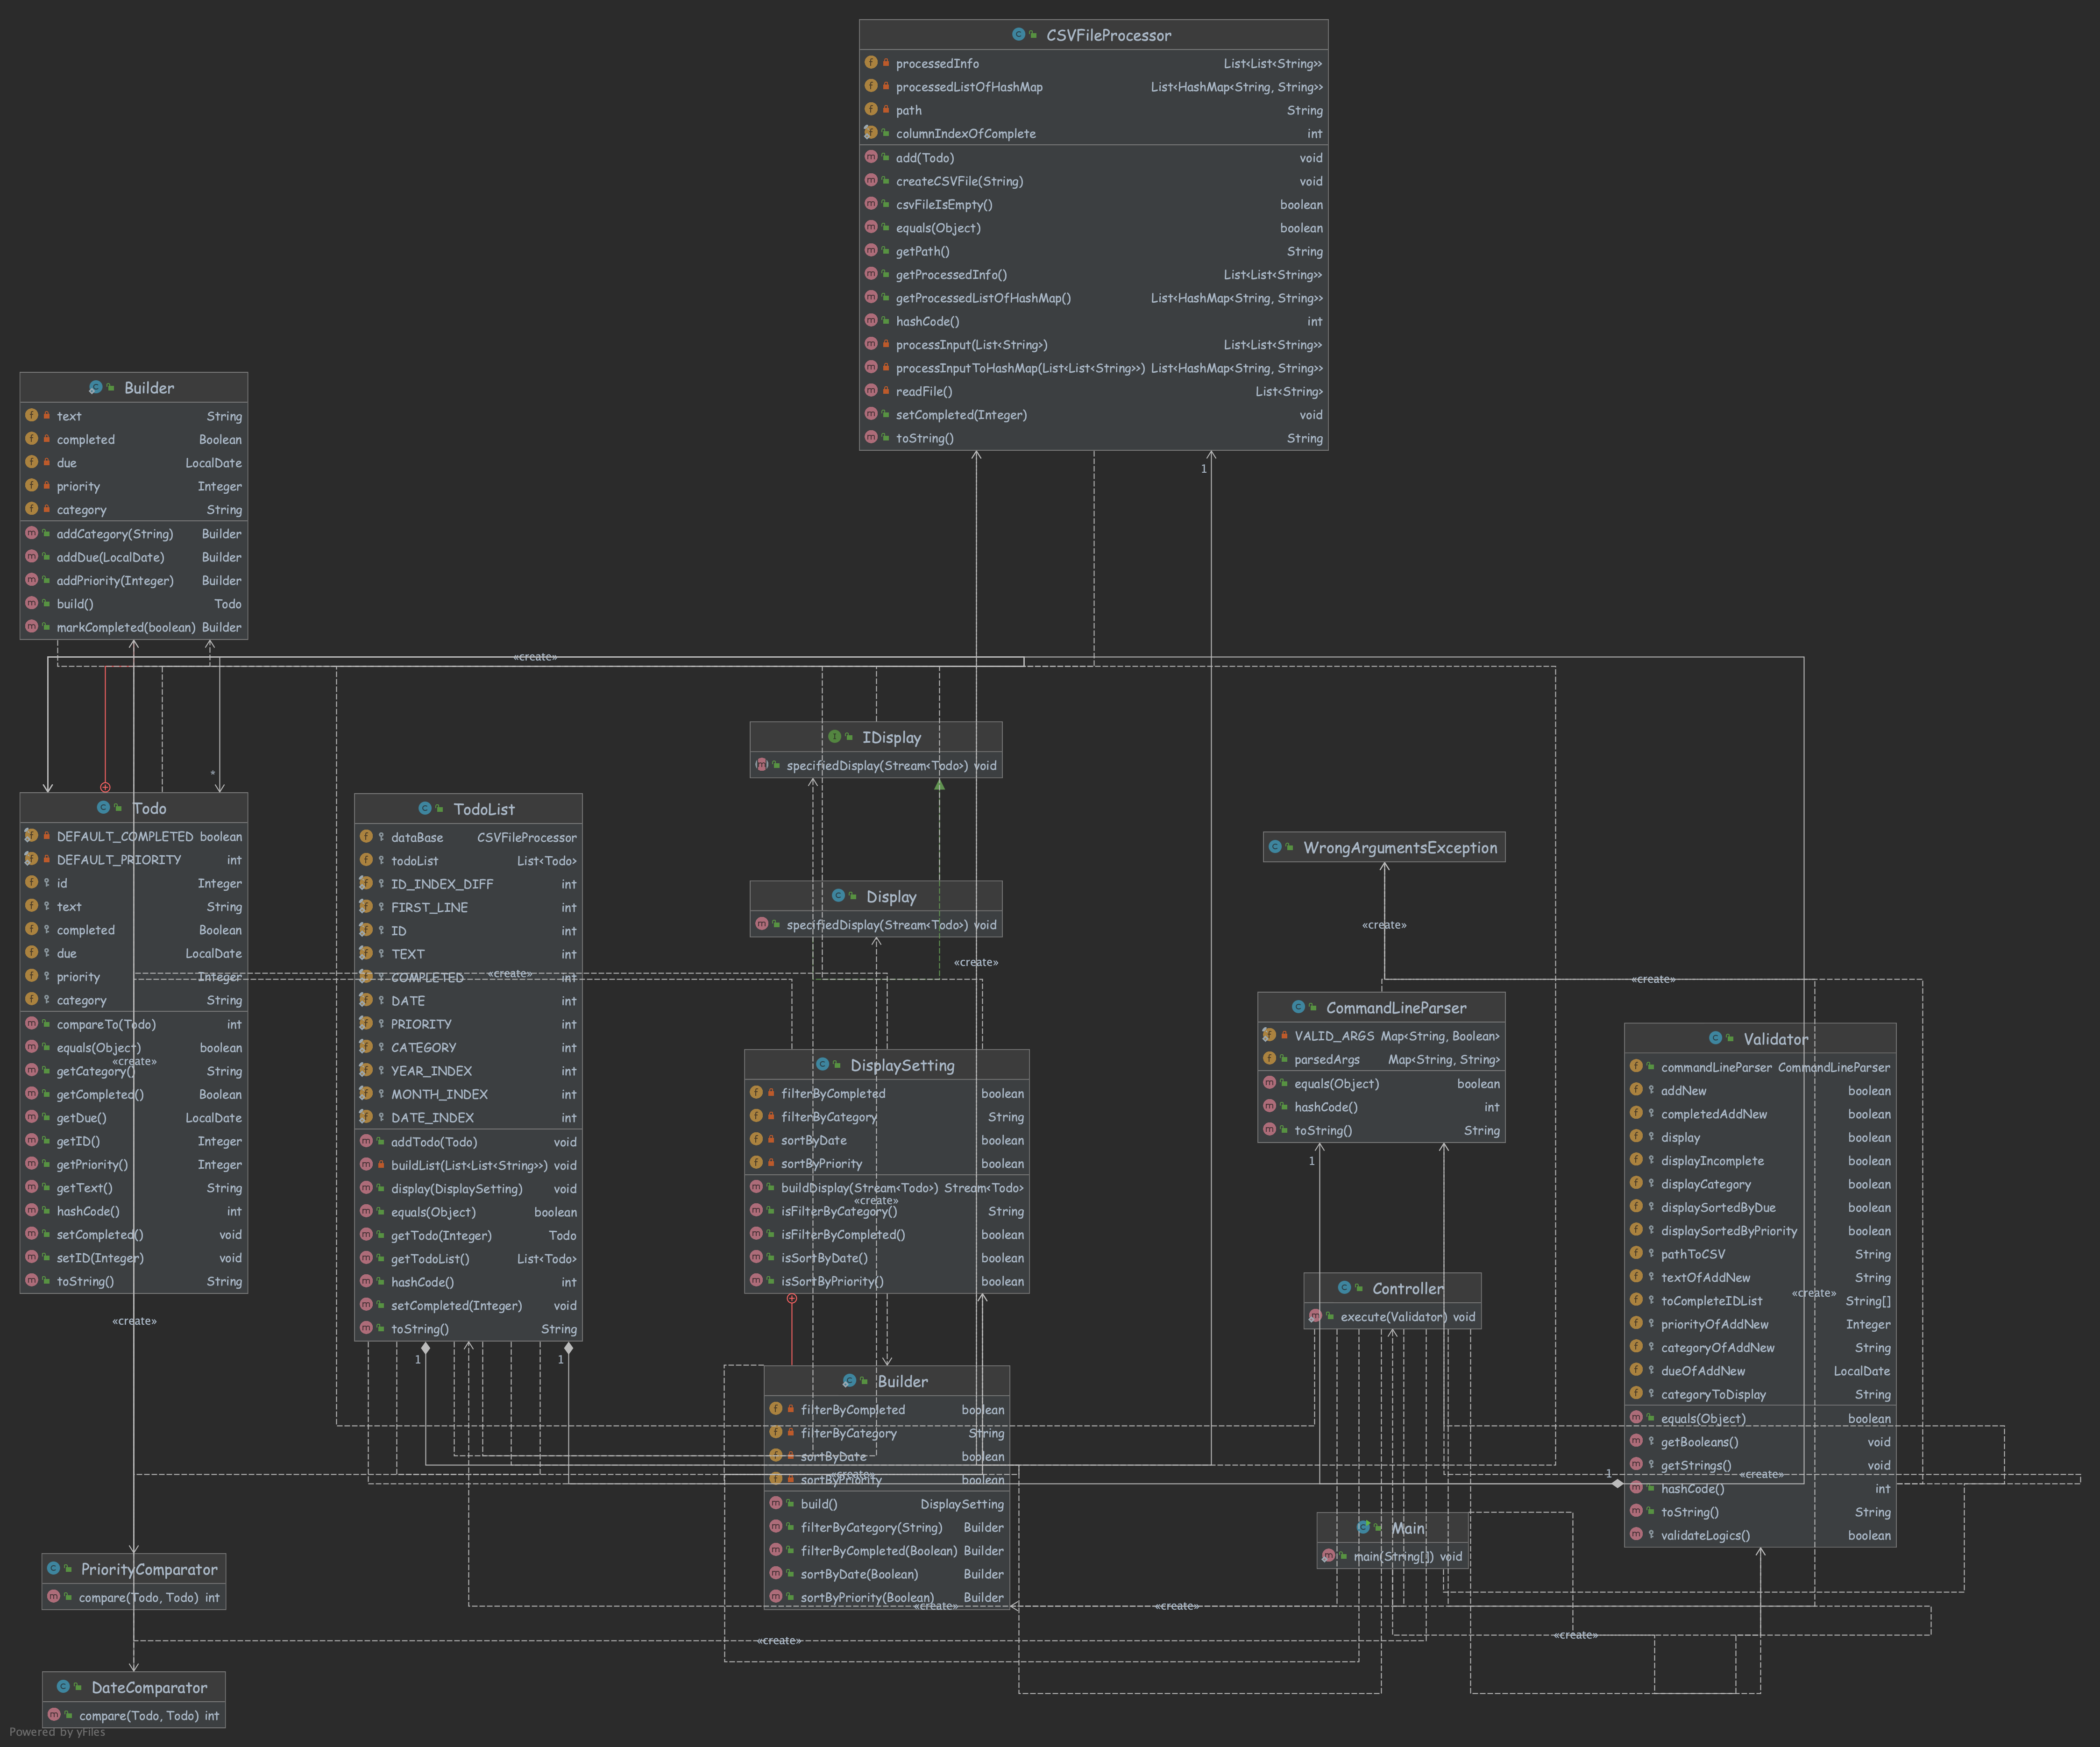 CSVFileProcessor
processedInfo List<List<String>>
processedListOfHashMap List<HashMap<String, String>>
path String
columnIndexOfComplete int
add(Todo) void
createCSVFile(String) void
csvFileIsEmpty() boolean
equals(Object) boolean
getPath() String
getProcessedInfo() List<List<String>>
getProcessedListOfHashMap() List<HashMap<String, String>>
hashCode() int
processInput(List<String>) List<List<String>>
processInputToHashMap(List<List<String>>) List<HashMap<String, String>>
readFile() List<String>
setCompleted(Integer) void
toString() String
1
Builder
text String
completed Boolean
due LocalDate
priority Integer
category String
addCategory(String) Builder
addDue(LocalDate) Builder
addPriority(Integer) Builder
build() Todo
markCompleted(boolean) Builder
«create»
*
IDisplay
specifiedDisplay(Stream<Todo>) void
Todo
DEFAULT_COMPLETED boolean
DEFAULT_PRIORITY int
id Integer
text String
completed Boolean
due LocalDate
priority Integer
category String
compareTo(Todo) int
equals(Object) boolean
«create»
getCategory() String
getCompleted() Boolean
getDue() LocalDate
getID() Integer
getPriority() Integer
getText() String
hashCode() int
setCompleted() void
setID(Integer) void
toString() String
«create»
TodoList
dataBase CSVFileProcessor
todoList List<Todo>
ID_INDEX_DIFF int
FIRST_LINE int
ID int
TEXT int
COMPLETED int
«create»
DATE int
PRIORITY int
CATEGORY int
YEAR_INDEX int
MONTH_INDEX int
DATE_INDEX int
addTodo(Todo) void
buildList(List<List<String>>) void
display(DisplaySetting) void
equals(Object) boolean
getTodo(Integer) Todo
getTodoList() List<Todo>
hashCode() int
setCompleted(Integer) void
toString() String
1
1
Display
specifiedDisplay(Stream<Todo>) void
«create»
DisplaySetting
filterByCompleted boolean
filterByCategory String
sortByDate boolean
sortByPriority boolean
buildDisplay(Stream<Todo>) Stream<Todo>
«create»
isFilterByCategory() String
isFilterByCompleted() boolean
isSortByDate() boolean
isSortByPriority() boolean
Builder
filterByCompleted boolean
filterByCategory String
sortByDate boolean
«create»
sortByPriority boolean
build() DisplaySetting
filterByCategory(String) Builder
filterByCompleted(Boolean) Builder
sortByDate(Boolean) Builder
sortByPriority(Boolean) Builder
«create»
«create»
«create»
WrongArgumentsException
«create»
«create»
CommandLineParser
VALID_ARGS Map<String, Boolean>
parsedArgs Map<String, String>
equals(Object) boolean
hashCode() int
toString() String
1
Controller
execute(Validator) void
Main
main(String[]) void
«create»
Validator
commandLineParser CommandLineParser
addNew boolean
completedAddNew boolean
display boolean
displayIncomplete boolean
displayCategory boolean
displaySortedByDue boolean
displaySortedByPriority boolean
pathToCSV String
textOfAddNew String
«create»
toCompleteIDList String[]
priorityOfAddNew Integer
categoryOfAddNew String
dueOfAddNew LocalDate
categoryToDisplay String
equals(Object) boolean
getBooleans() void
getStrings() void
1
«create»
hashCode() int
toString() String
validateLogics() boolean
PriorityComparator
compare(Todo, Todo) int
DateComparator
compare(Todo, Todo) int
Powered by yFiles